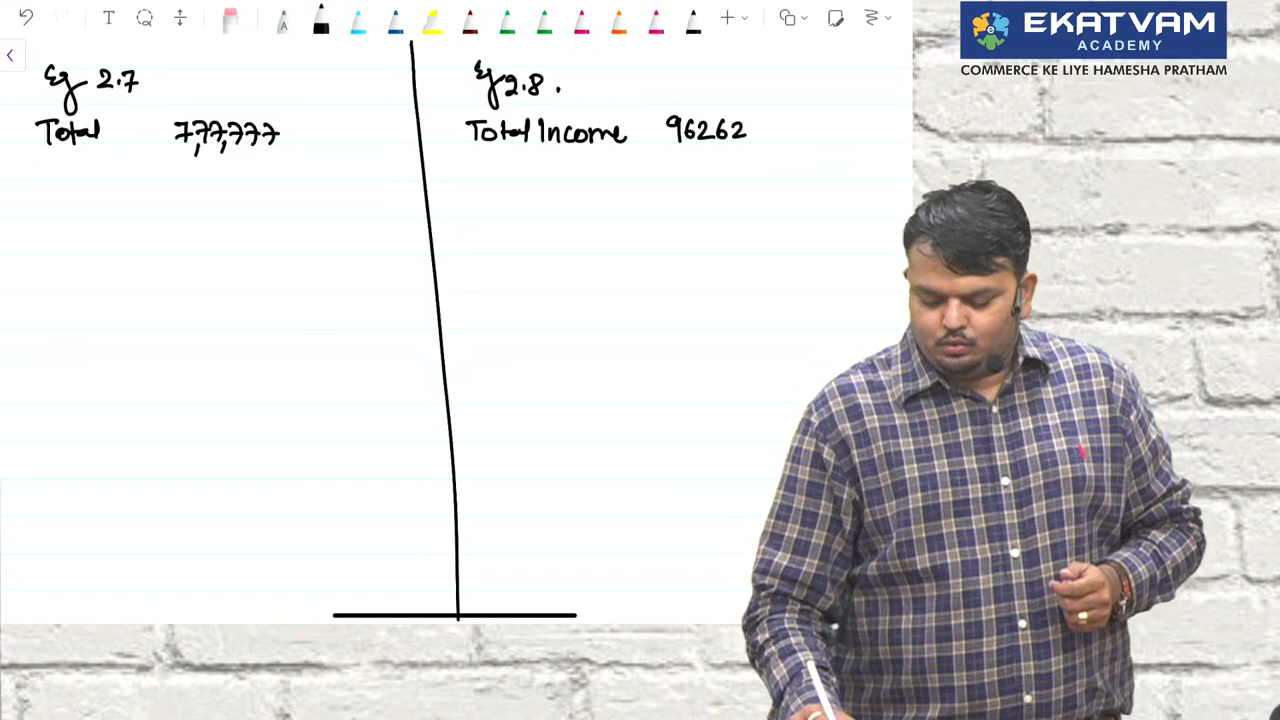 EKATVAM
ACADEMY
COMMERCE KE LIYE HAMESHA PRATHAM
Eg 2.7
Total 7,77,777
Eg 2.8.
Total Income 96262